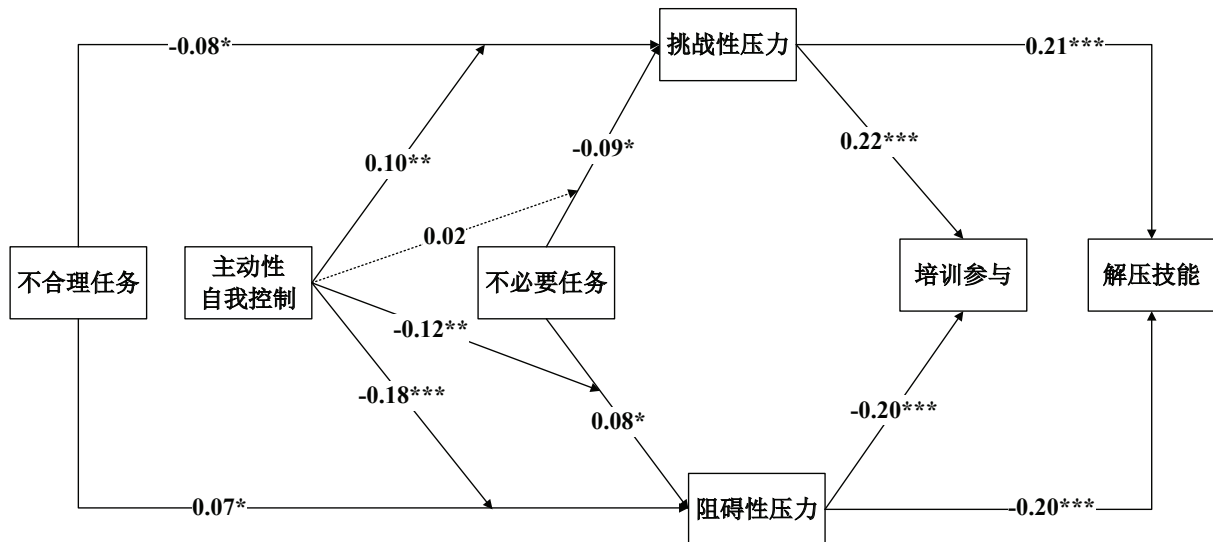 -0.08*
挑战性压力
0.21***
0.10**
-0.09*
0.22***
0.02
不合理任务
主动性
自我控制
不必要任务
培训参与
解压技能
-0.12**
-0.18***
0.08*
-0.20***
0.07*
阻碍性压力
-0.20***